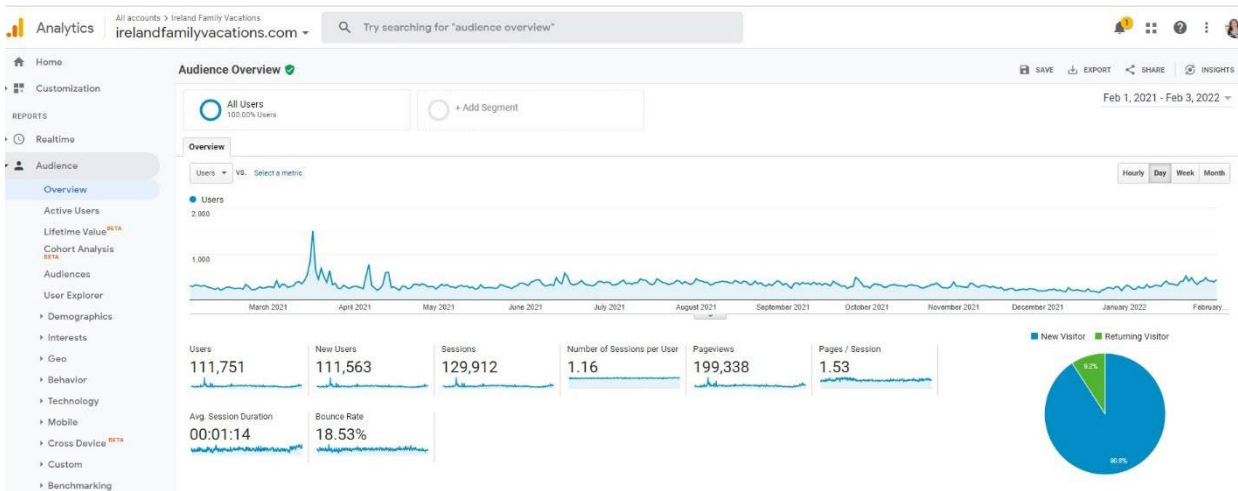 Analytics
All accounts > Ireland Family Vacations
irelandfamilyvacations.com
Try searching for "audience overview"
1
Home
Customization
REPORTS
Realtime
Audience
Overview
Active Users
Lifetime Value BETA
Cohort Analysis
BETA
Audiences
User Explorer
Demographics
Interests
Geo
Behavior
Technology
Mobile
Cross Device BETA
Custom
Benchmarking
Audience Overview
SAVE EXPORT SHARE INSIGHTS
All Users
100.00% Users
+ Add Segment
Feb 1, 2021 - Feb 3, 2022
Overview
Users VS. Select a metric
Hourly Day Week Month
Users
2,000
1,000
March 2021 April 2021 May 2021 June 2021 July 2021 August 2021 September 2021 October 2021 November 2021 December 2021 January 2022 February...
New Visitor Returning Visitor
Users
111,751
New Users
111,563
Sessions
129,912
Number of Sessions per User
1.16
Pageviews
199,338
Pages / Session
1.53
Avg. Session Duration
00:01:14
Bounce Rate
18.53%
9.2%
90.8%